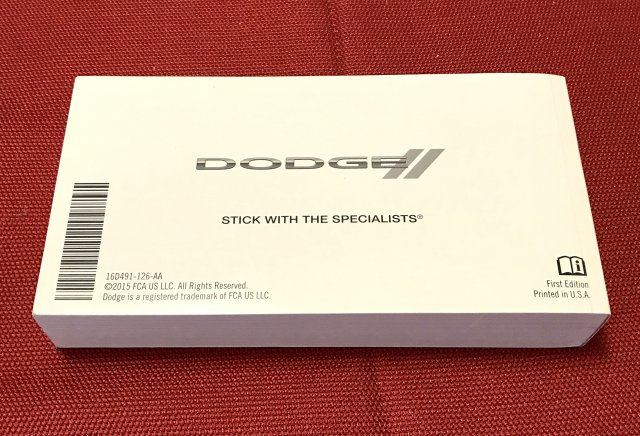 DODGE
STICK WITH THE SPECIALISTS®
16D491-126-AA
©2015 FCA US LLC. All Rights Reserved.
Dodge is a registered trademark of FCA US LLC.
First Edition
Printed in U.S.A.